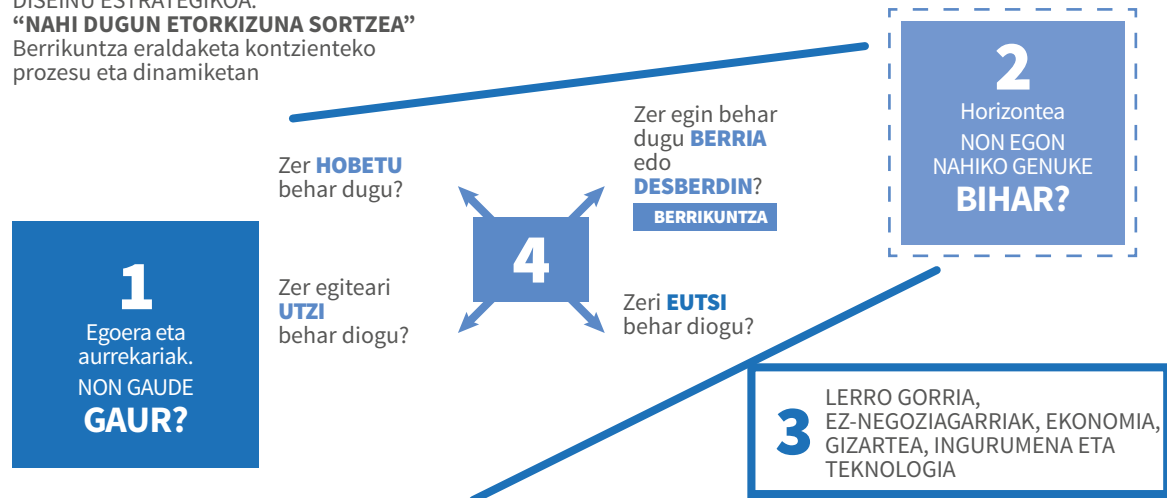 DISEINU ESTRATEGIKOA:
“NAHI DUGUN ETORKIZUNA SORTZEA”
Berrikuntza eraldaketa kontzienteko
prozesu eta dinamiketan
1
Egoera eta
aurrekariak.
NON GAUDE
GAUR?
Zer HOBETU
behar dugu?
Zer egiteari
UTZI
behar diogu?
4
Zer egin behar
dugu BERRIA
edo
DESBERDIN?
BERRIKUNTZA
Zeri EUTSI
behar diogu?
2
Horizontea
NON EGON
NAHIKO GENUKE
BIHAR?
3
LERRO GORRIA,
EZ-NEGOZIAGARRIAK, EKONOMIA,
GIZARTEA, INGURUMENA ETA
TEKNOLOGIA